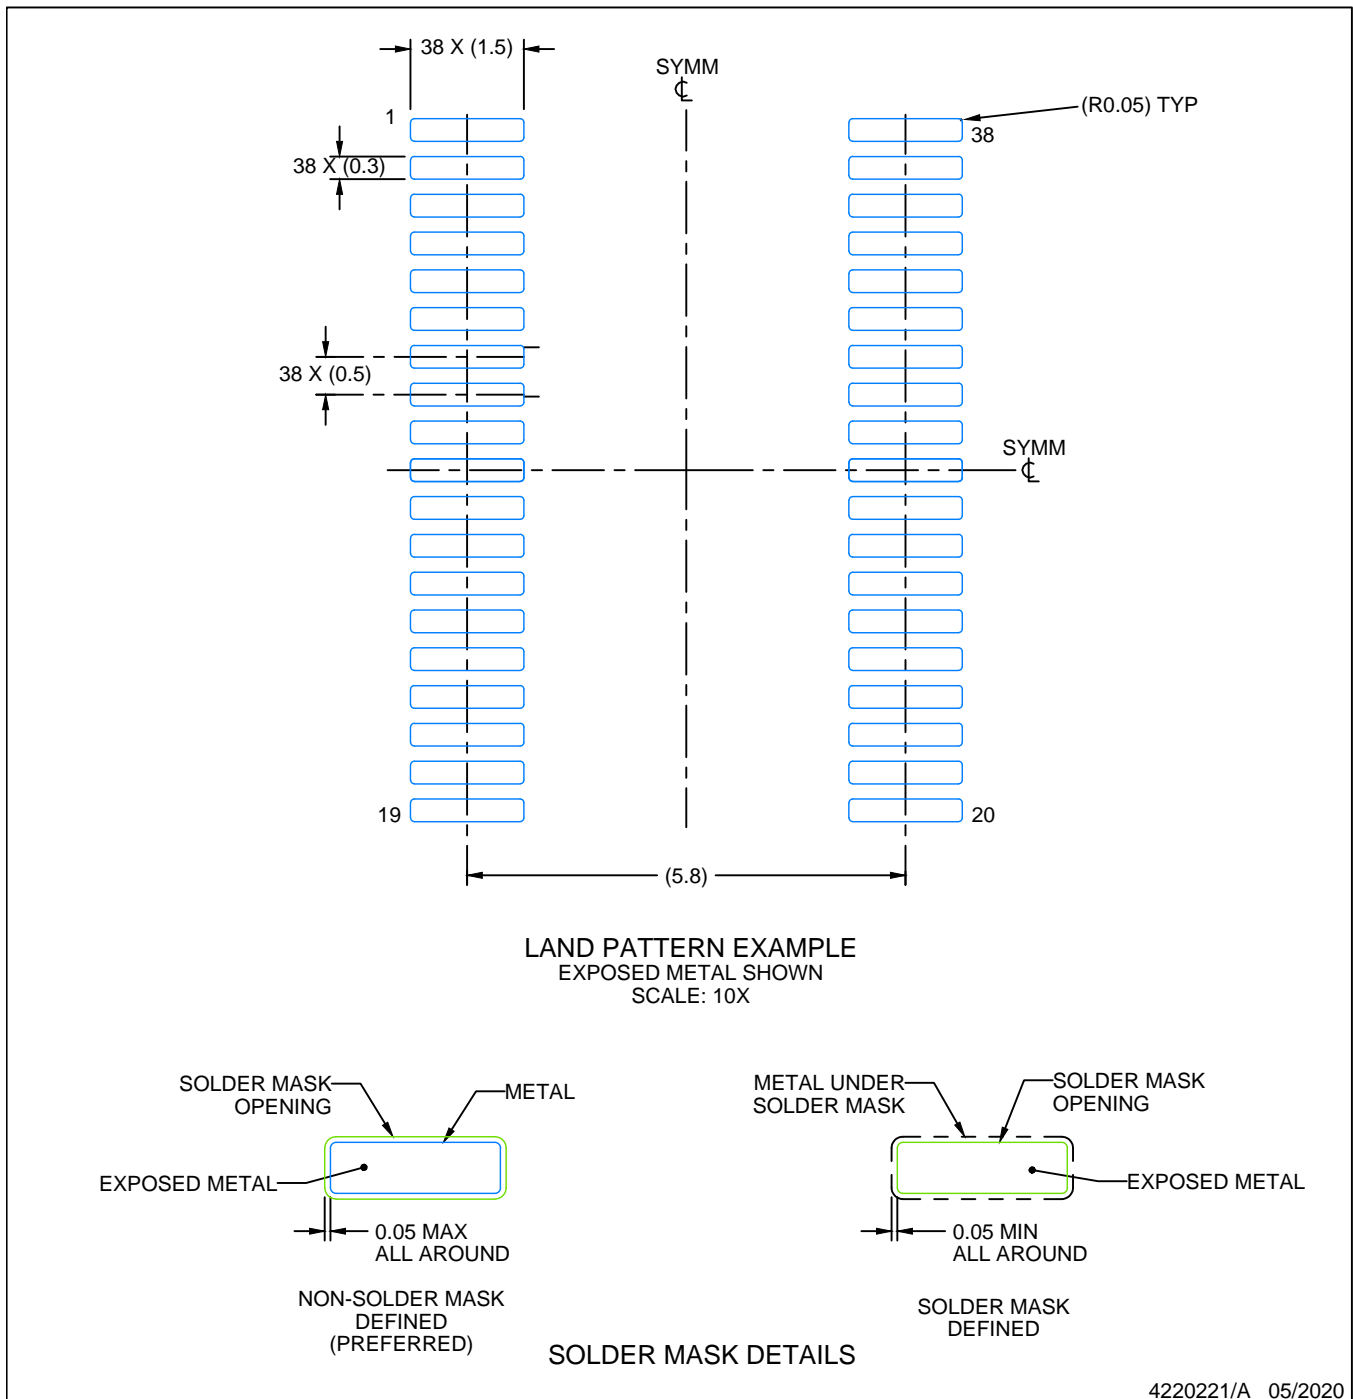 38 X (1.5)
SYMM
℄
(R0.05) TYP
1
38
38 X (0.3)
38 X (0.5)
SYMM
℄
19
20
(5.8)
LAND PATTERN EXAMPLE
EXPOSED METAL SHOWN
SCALE: 10X
SOLDER MASK
OPENING
METAL
EXPOSED METAL
0.05 MAX
ALL AROUND
NON-SOLDER MASK
DEFINED
(PREFERRED)
METAL UNDER
SOLDER MASK
SOLDER MASK
OPENING
EXPOSED METAL
0.05 MIN
ALL AROUND
SOLDER MASK
DEFINED
SOLDER MASK DETAILS
4220221/A 05/2020